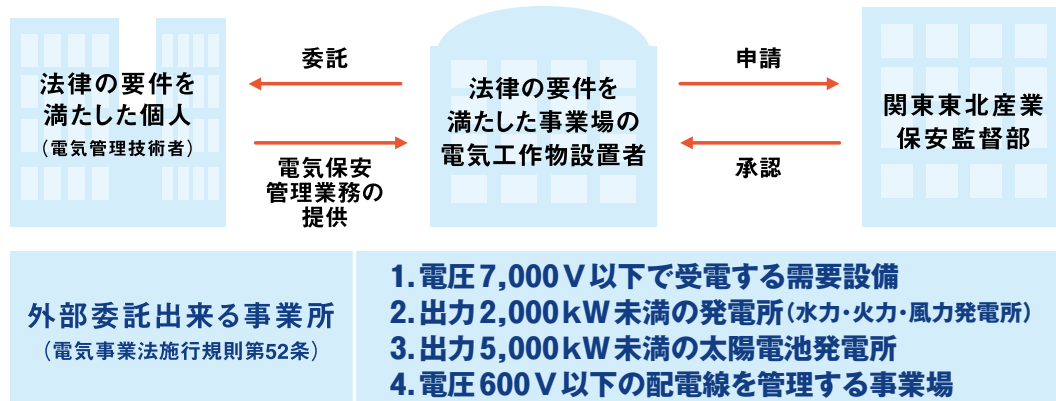 法律の要件を
満たした個人
(電気管理技術者)
委託
電気保安
管理業務の
提供
法律の要件を
満たした事業場の
電気工作物設置者
申請
承認
関東東北産業
保安監督部
外部委託出来る事業所
(電気事業法施行規則第52条)
1.電圧7,000V以下で受電する需要設備
2.出力2,000kW未満の発電所(水力・火力・風力発電所)
3.出力5,000kW未満の太陽電池発電所
4.電圧600V以下の配電線を管理する事業場